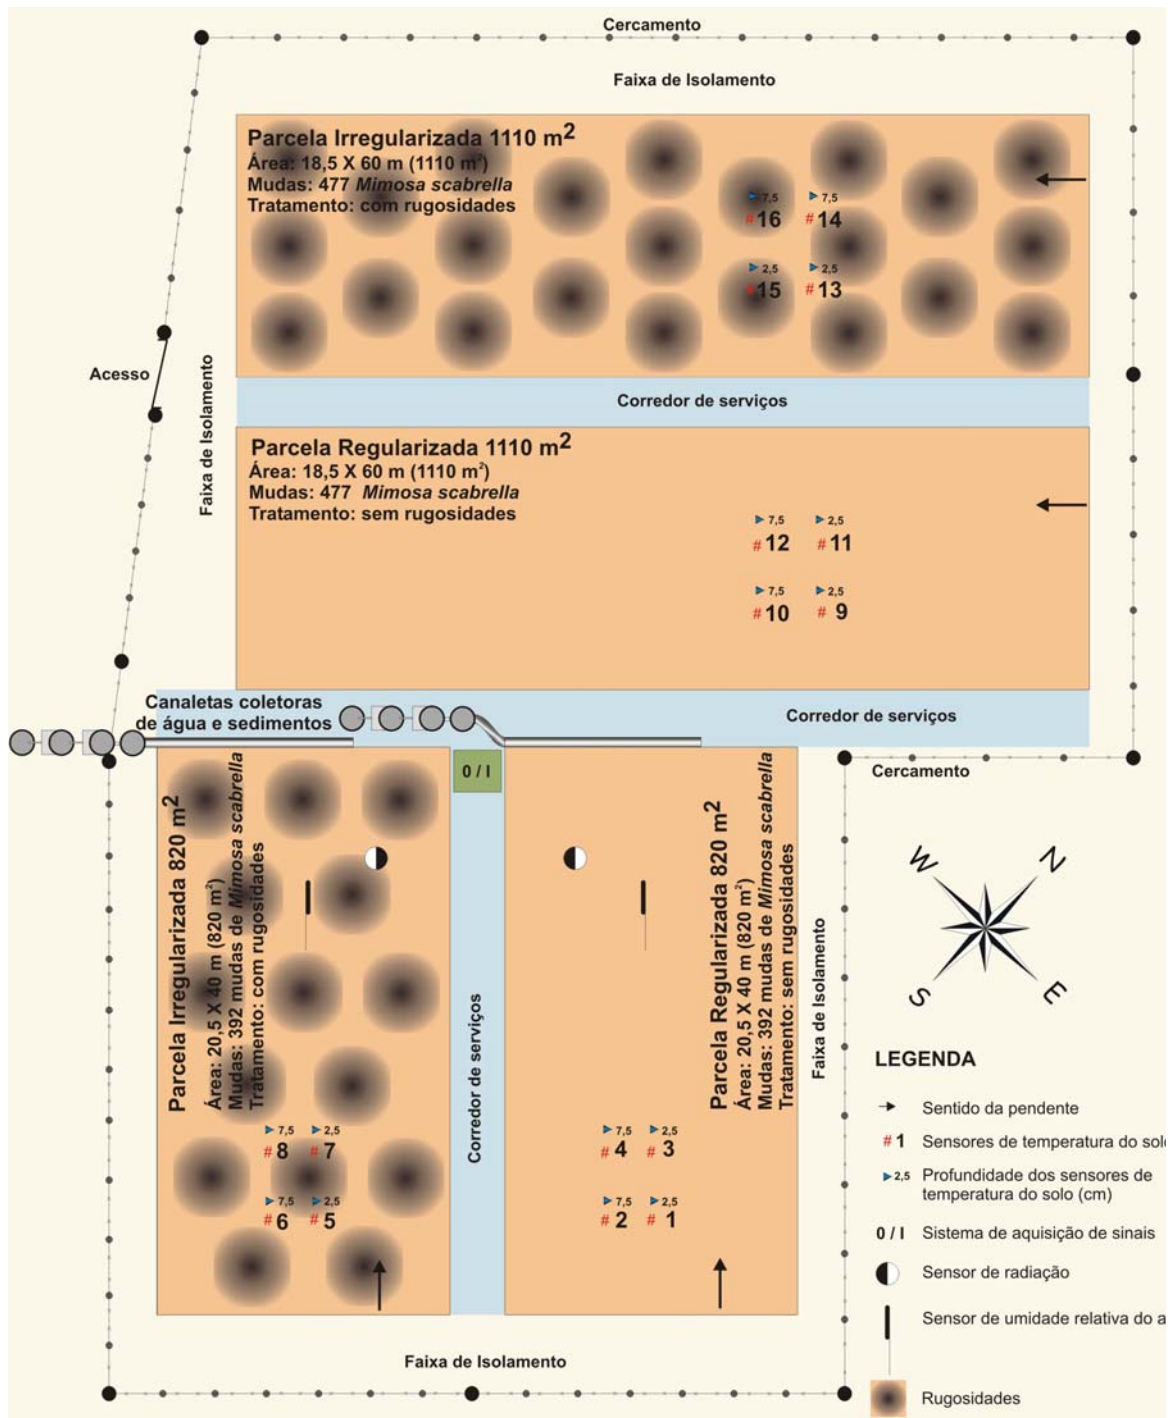 Cercamento
Faixa de Isolamento
Parcela Irregularizada 1110 m²
Área: 18,5 X 60 m (1110 m²)
Mudas: 477 Mimosa scabrella
Tratamento: com rugosidades
7,5
7,5
#16
#14
2,5
2,5
#15
#13
Acesso
Faixa de Isolamento
Corredor de serviços
Parcela Regularizada 1110 m²
Área: 18,5 X 60 m (1110 m²)
Mudas: 477 Mimosa scabrella
Tratamento: sem rugosidades
7,5
2,5
#12
#11
7,5
2,5
#10
#9
Canaletas coletoras
de água e sedimentos
Corredor de serviços
0 / I
Cercamento
Parcela Irregularizada 820 m²
Área: 20,5 X 40 m (820 m²)
Mudas: 392 mudas de Mimosa scabrella
Tratamento: com rugosidades
7,5
2,5
#8
#7
7,5
2,5
#6
#5
Corredor de serviços
Parcela Regularizada 820 m²
Área: 20,5 X 40 m (820 m²)
Mudas: 392 mudas de Mimosa scabrella
Tratamento: sem rugosidades
7,5
2,5
#4
#3
7,5
2,5
#2
#1
Faixa de Isolamento
Faixa de Isolamento
W
N
S
E
LEGENDA
Sentido da pendente
#1 Sensores de temperatura do solo
2,5 Profundidade dos sensores de
temperatura do solo (cm)
0 / I Sistema de aquisição de sinais
Sensor de radiação
Sensor de umidade relativa do a
Rugosidades